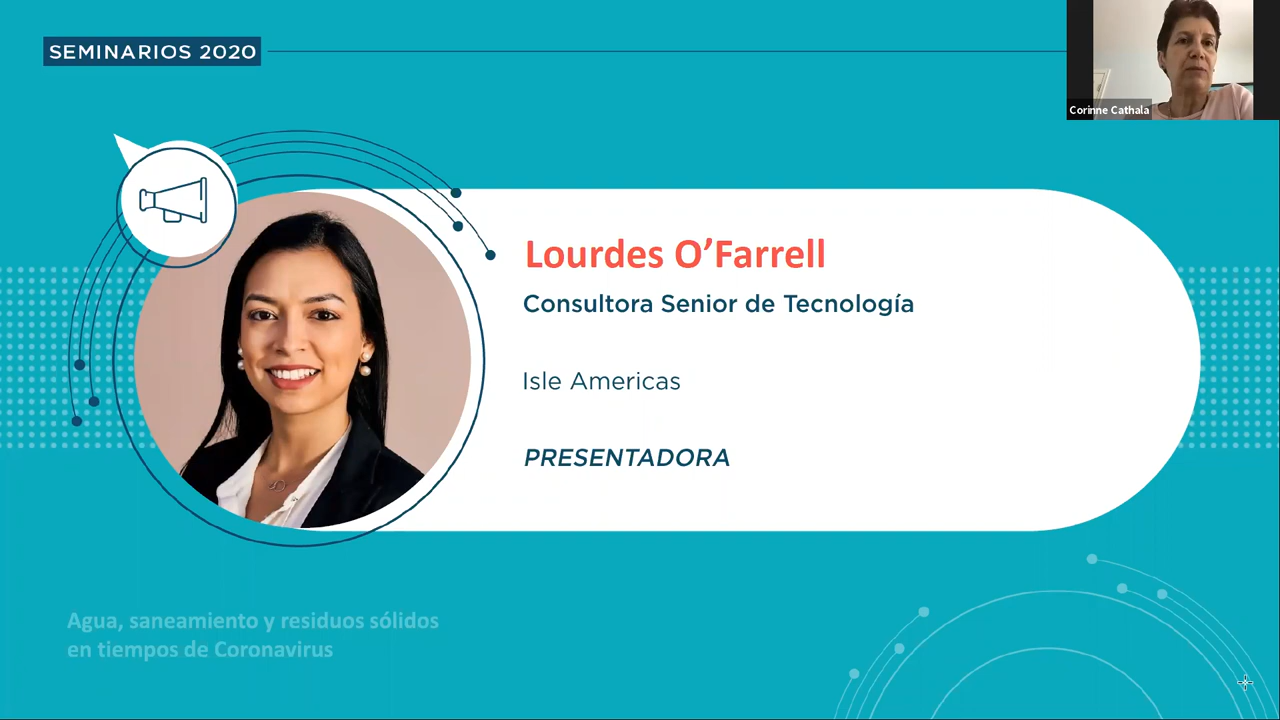 SEMINARIOS 2020
Corinne Cathala
Lourdes O’Farrell
Consultora Senior de Tecnología
Isle Americas
PRESENTADORA
Agua, saneamiento y residuos sólidos
en tiempos de Coronavirus